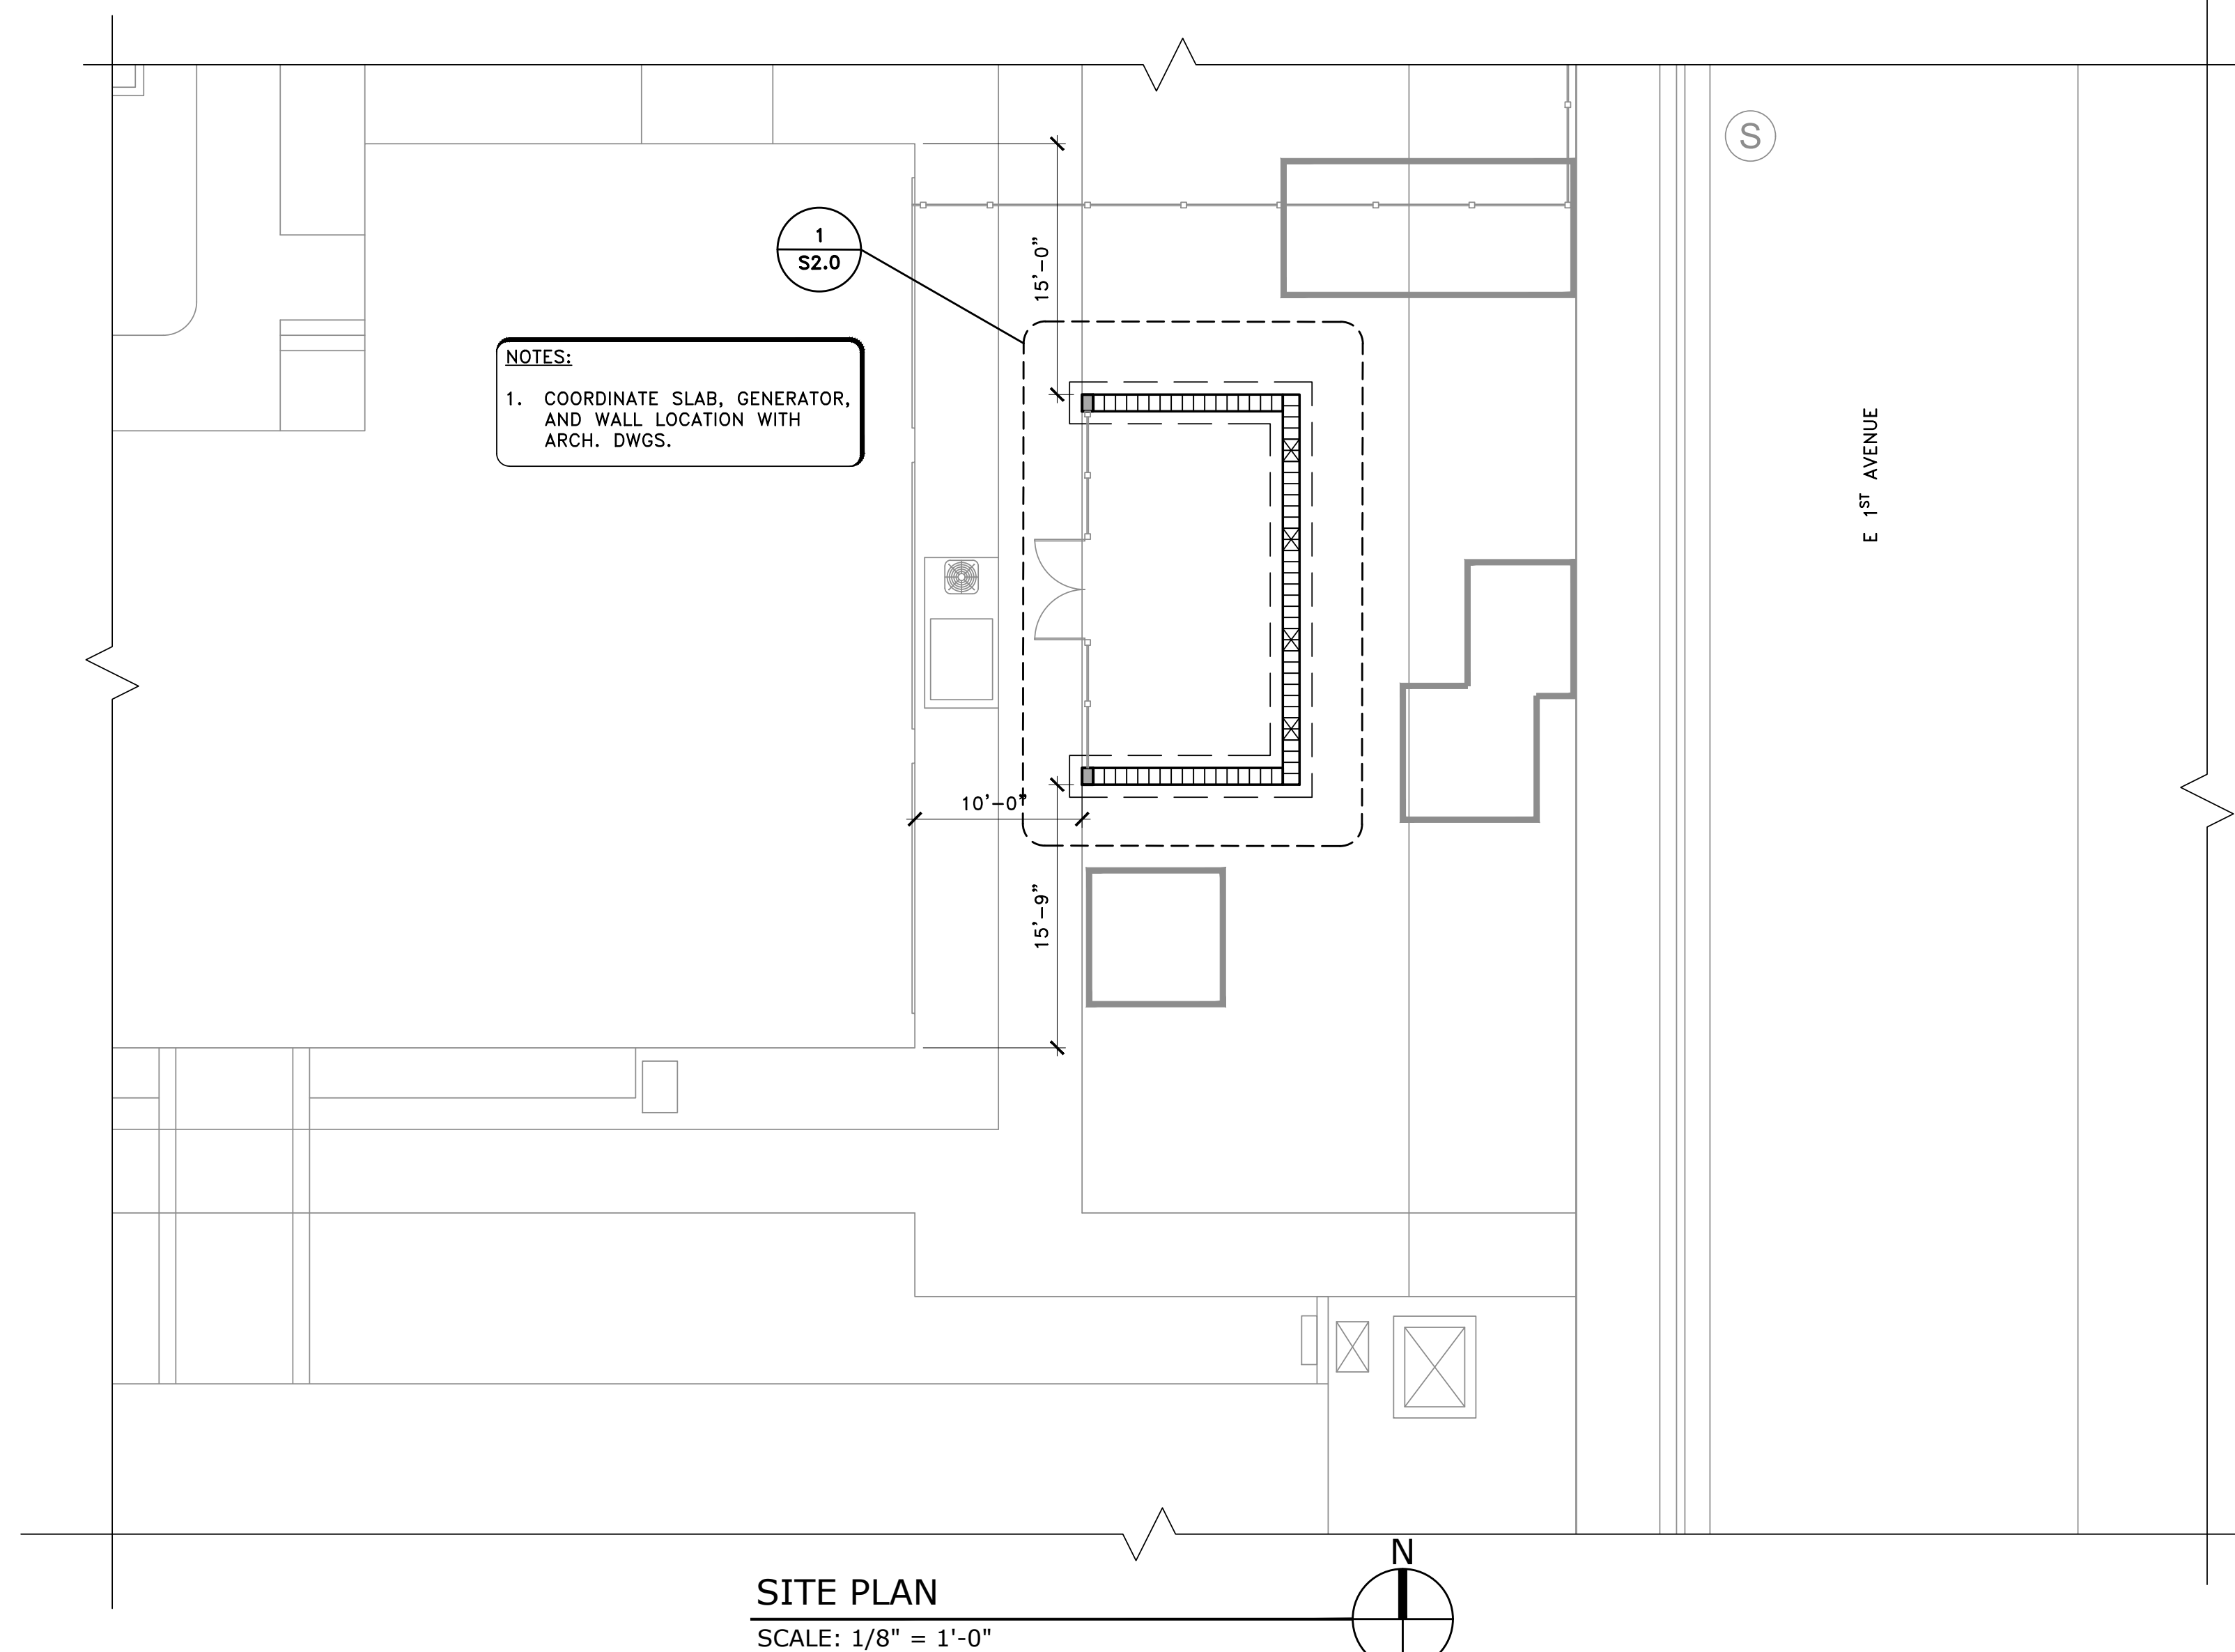 S
1
S2.0
15'-0"
NOTES:
1. COORDINATE SLAB, GENERATOR,
AND WALL LOCATION WITH
ARCH. DWGS.
E 1ST AVENUE
10'-0"
15'-9"
N
SITE PLAN
SCALE: 1/8" = 1'-0"